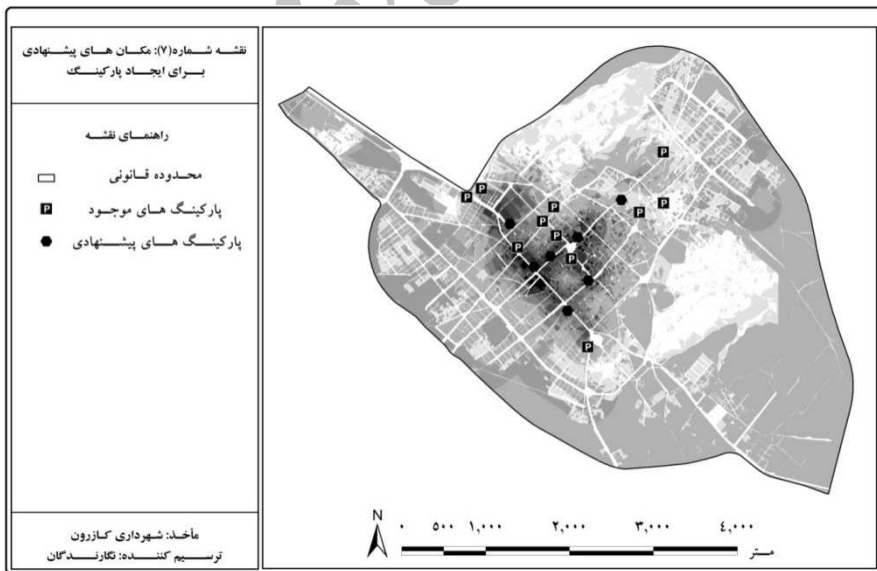 نقشه شماره(۷): مکان های پیشنهادی
برای ایجاد پارکینگ
راهنمای نقشه
محدوده قانونی
پارکینگ های موجود
پارکینگ های پیشنهادی
مأخذ: شهرداری کازرون
ترسیم کننده: نگارندگان
P
P
P
P
P
P
P
P
P
P
P
P
N
۰ ۵۰۰ ۱,۰۰۰ ۲,۰۰۰ ۳,۰۰۰ ۴,۰۰۰
متر